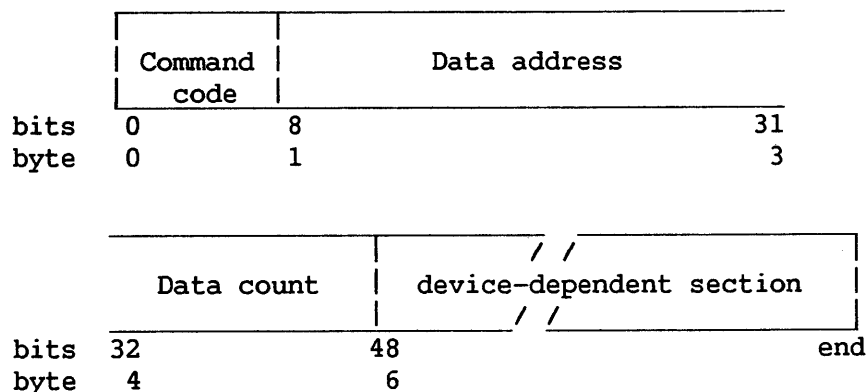 Command Data address
code
bits 0 8 31
byte 0 1 3
Data count device-dependent section
bits 32 48 end
byte 4 6